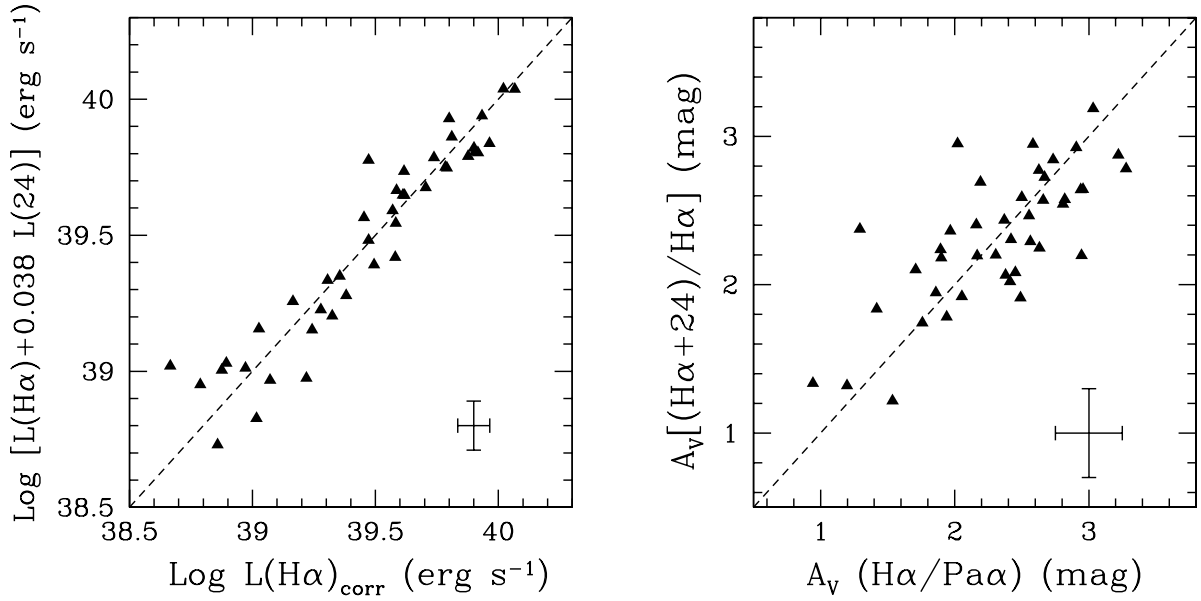 Log [L(Hα)+0.038 L(24)] (erg s⁻¹)
40
39.5
39
38.5
38.5 39 39.5 40
Log L(Hα)corr (erg s⁻¹)
AV[(Hα+24)/Hα] (mag)
3
2
1
1 2 3
AV (Hα/Paα) (mag)